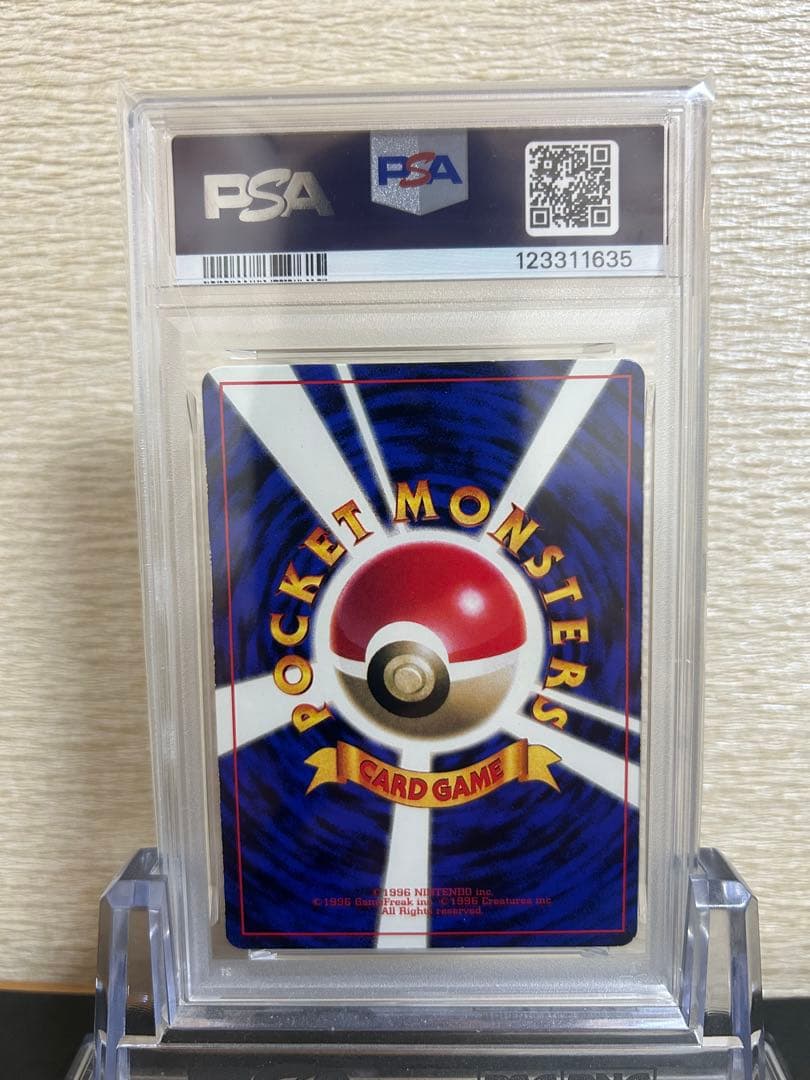 PSA PSA
123311635
POCKET MONSTERS
CARD GAME
©1996 NINTENDO inc.
©1996 GameFreak inc. ©1996 Creatures inc
All Rights reserved.